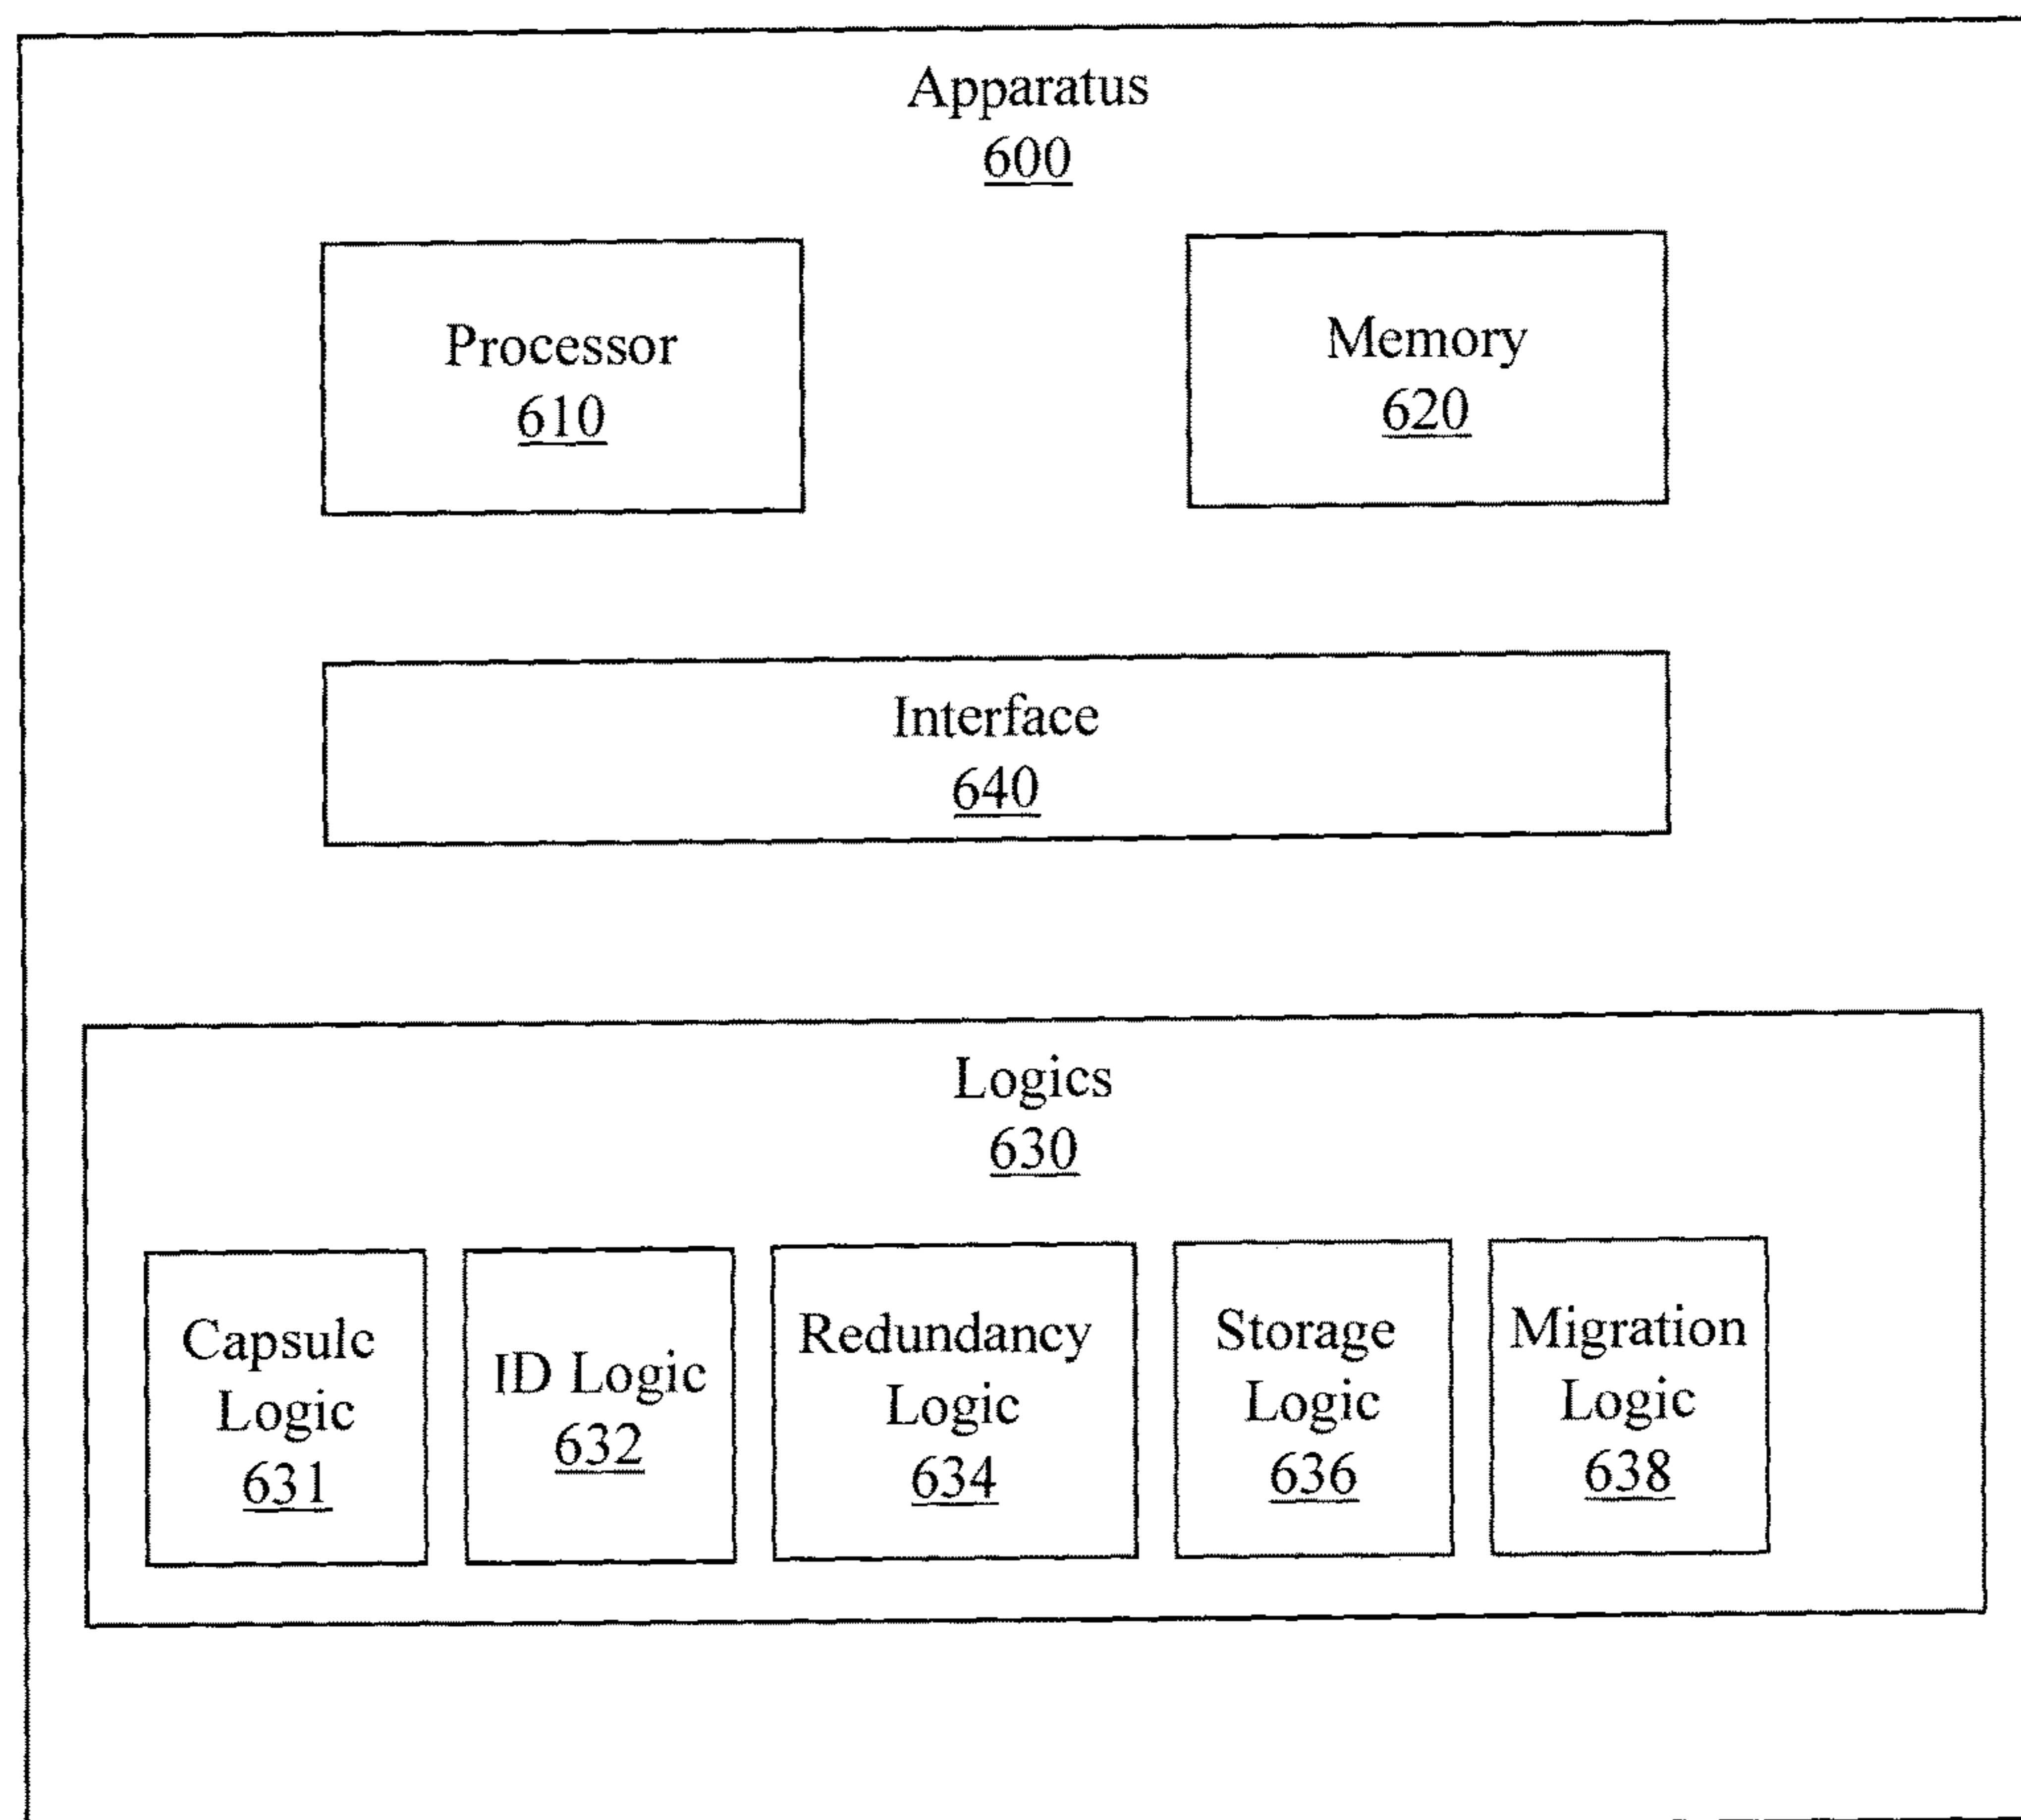 Apparatus
600
Processor
610
Memory
620
Interface
640
Logics
630
Capsule
Logic
631
ID Logic
632
Redundancy
Logic
634
Storage
Logic
636
Migration
Logic
638